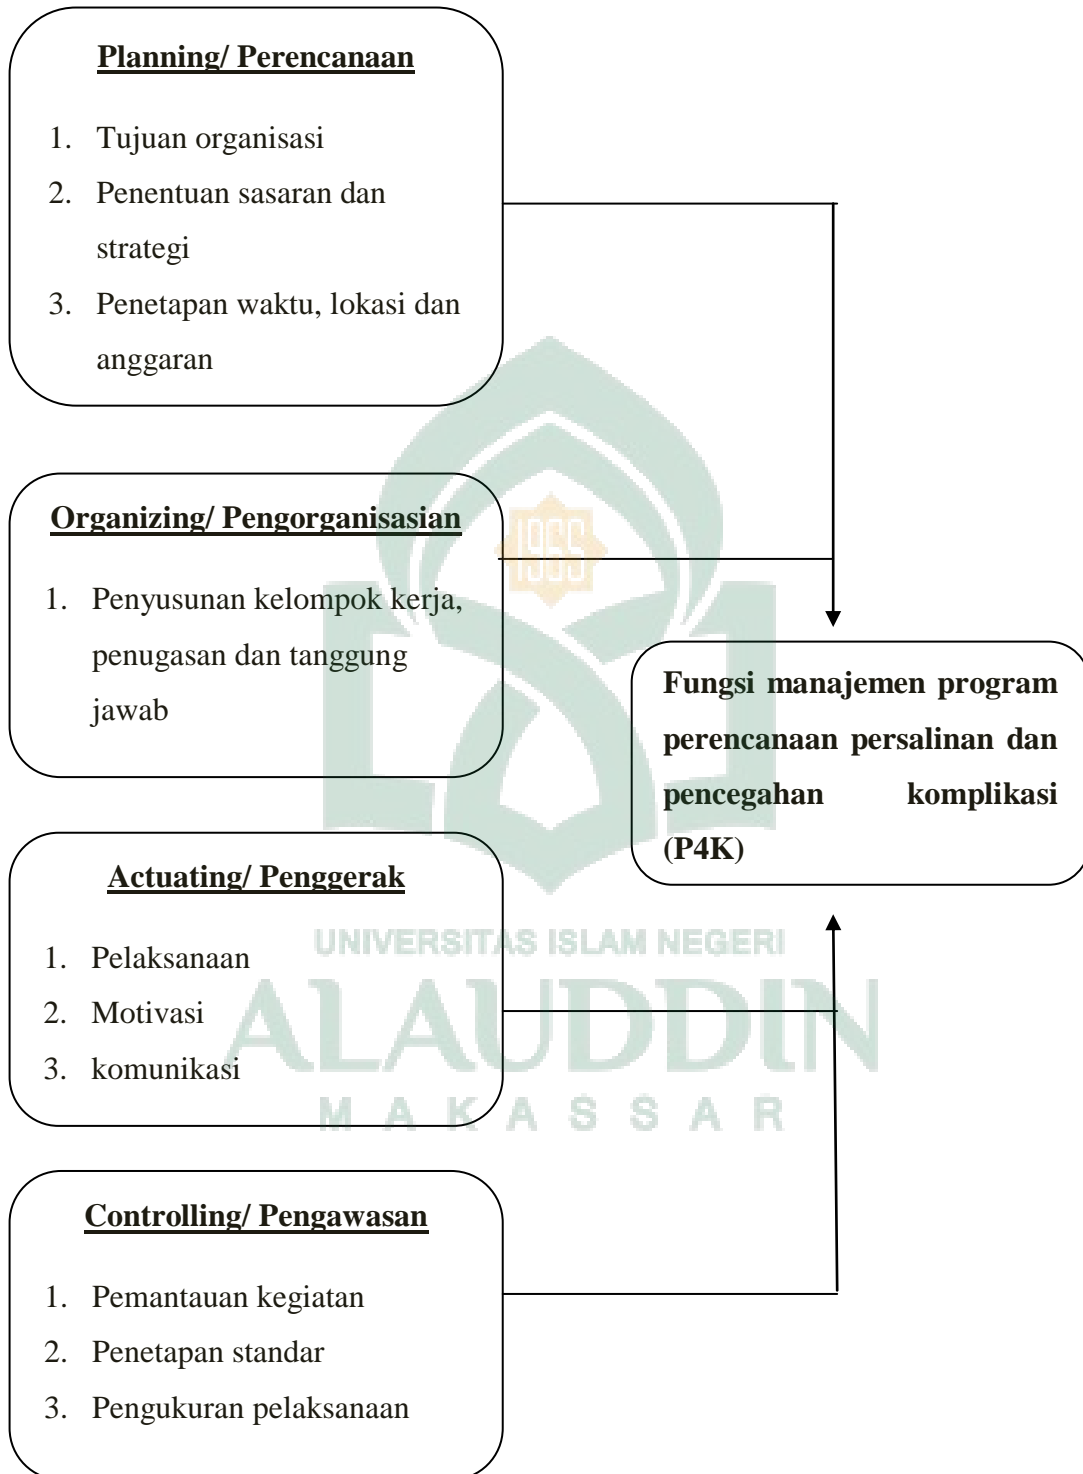 Planning/ Perencanaan
1. Tujuan organisasi
2. Penentuan sasaran dan
strategi
3. Penetapan waktu, lokasi dan
anggaran
Organizing/ Pengorganisasian
1. Penyusunan kelompok kerja,
penugasan dan tanggung
jawab
1965
Fungsi manajemen program
perencanaan persalinan dan
pencegahan komplikasi
(P4K)
Actuating/ Penggerak
1. Pelaksanaan
2. Motivasi
3. komunikasi
UNIVERSITAS ISLAM NEGERI
ALAUDDIN
MAKASSAR
Controlling/ Pengawasan
1. Pemantauan kegiatan
2. Penetapan standar
3. Pengukuran pelaksanaan